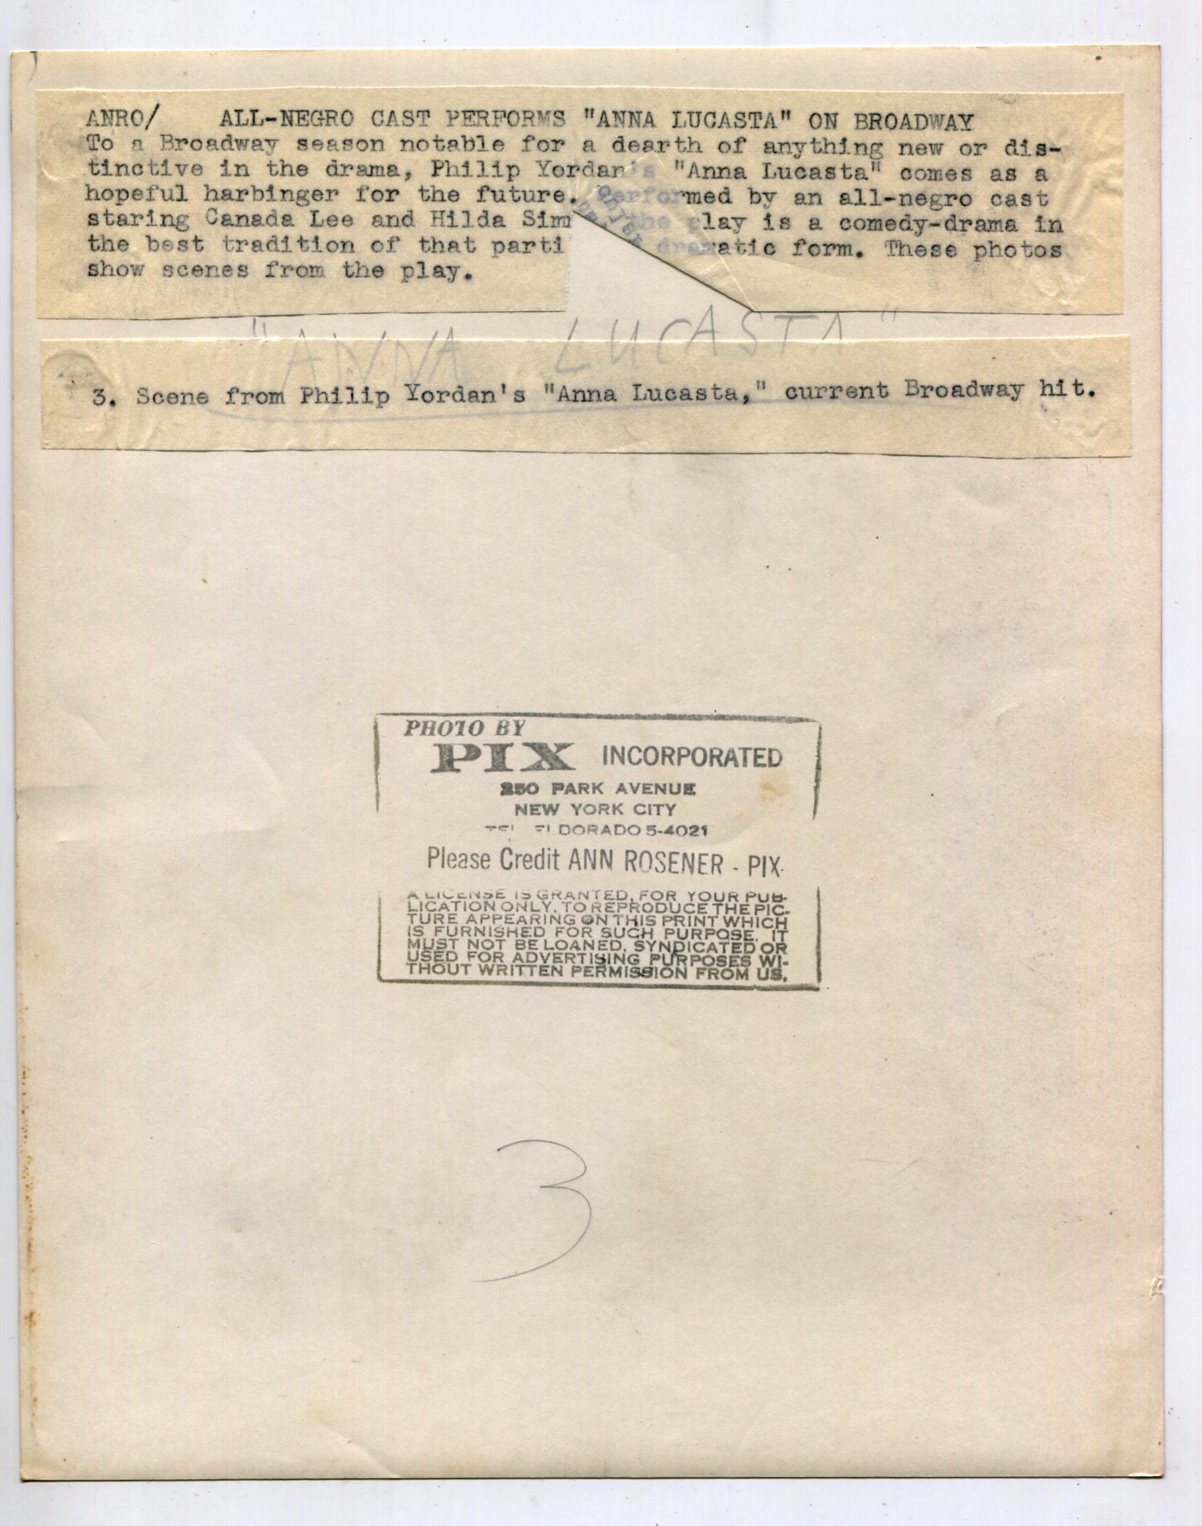 ANRO/ ALL-NEGRO CAST PERFORMS "ANNA LUCASTA" ON BROADWAY
To a Broadway season notable for a dearth of anything new or dis-
tinctive in the drama, Philip Yordan's "Anna Lucasta" comes as a
hopeful harbinger for the future. Performed by an all-negro cast
staring Canada Lee and Hilda Simm the play is a comedy-drama in
the best tradition of that parti dramatic form. These photos
show scenes from the play.
"ANNA LUCASTA"
3. Scene from Philip Yordan's "Anna Lucasta," current Broadway hit.
PHOTO BY
PIX INCORPORATED
250 PARK AVENUE
NEW YORK CITY
TEL ELDORADO 5-4021
Please Credit ANN ROSENER - PIX.
A LICENSE IS GRANTED, FOR YOUR PUB-
LICATION ONLY, TO REPRODUCE THE PIC-
TURE APPEARING ON THIS PRINT WHICH
IS FURNISHED FOR SUCH PURPOSE. IT
MUST NOT BE LOANED, SYNDICATED OR
USED FOR ADVERTISING PURPOSES WI-
THOUT WRITTEN PERMISSION FROM US.
3